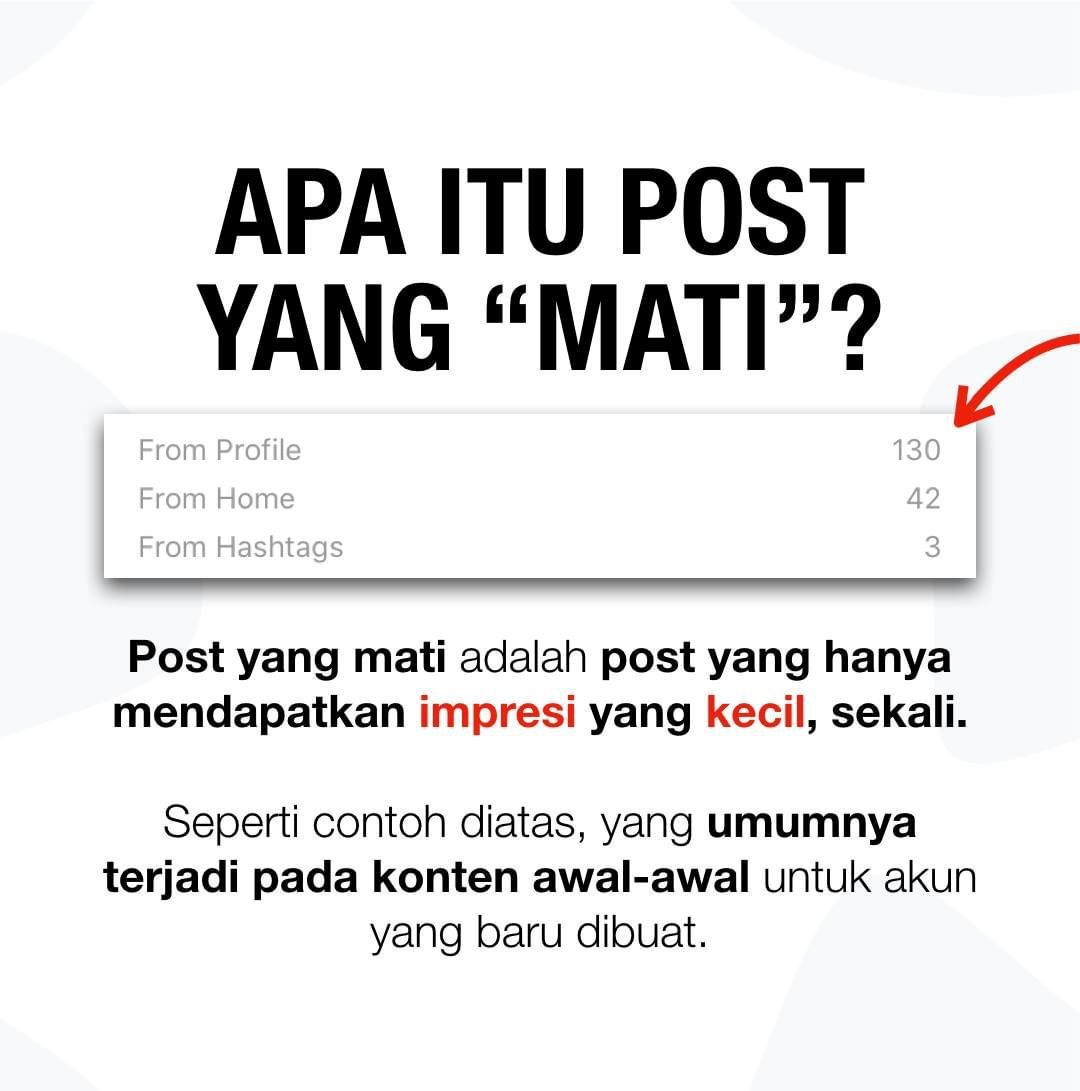 APA ITU POST
YANG “MATI”?
From Profile 130
From Home 42
From Hashtags 3
Post yang mati adalah post yang hanya
mendapatkan impresi yang kecil, sekali.
Seperti contoh diatas, yang umumnya
terjadi pada konten awal-awal untuk akun
yang baru dibuat.